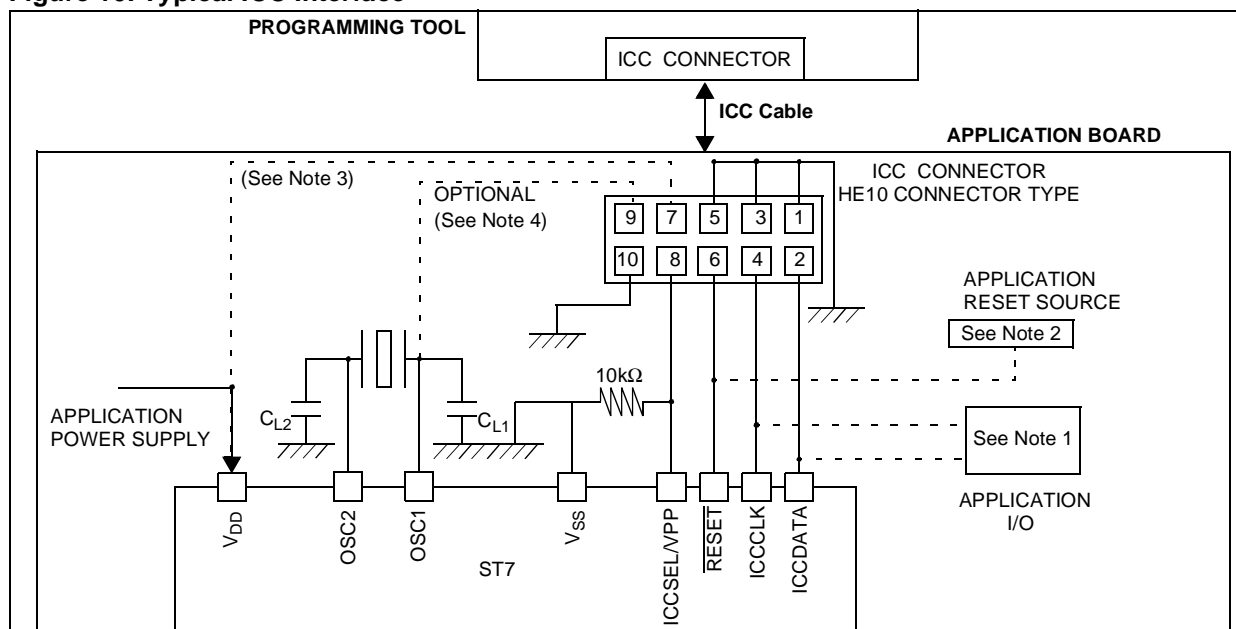 PROGRAMMING TOOL
ICC CONNECTOR
ICC Cable
APPLICATION BOARD
(See Note 3)
OPTIONAL
(See Note 4)
ICC CONNECTOR
HE10 CONNECTOR TYPE
9 7 5 3 1
10 8 6 4 2
APPLICATION
RESET SOURCE
See Note 2
10kΩ
APPLICATION
POWER SUPPLY
CL2
CL1
See Note 1
APPLICATION
I/O
VDD
OSC2
OSC1
VSS
ICCSEL/VPP
RESET
ICCCLK
ICCDATA
ST7